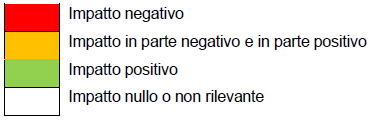 Impatto negativo
Impatto in parte negativo e in parte positivo
Impatto positivo
Impatto nullo o non rilevante